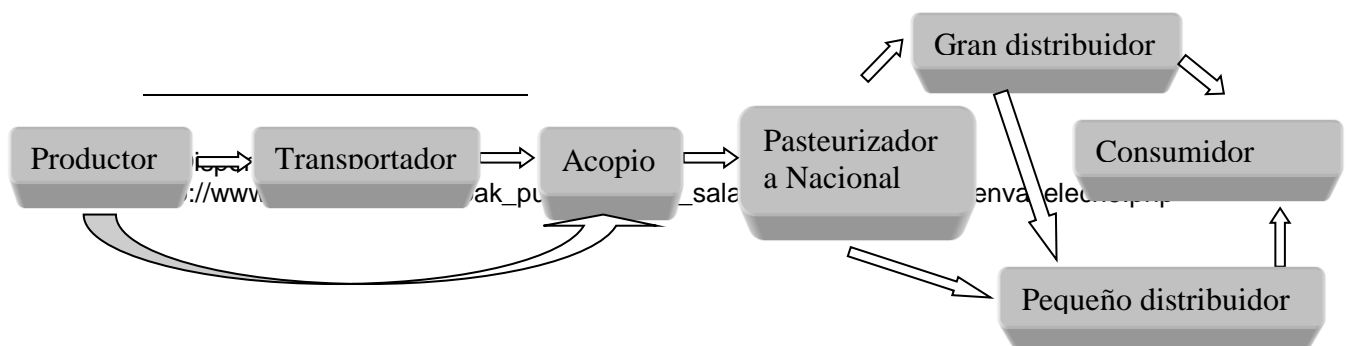 Gran distribuidor
Productor
Transportador
Acopio
Pasteurizador
a Nacional
Consumidor
Pequeño distribuidor